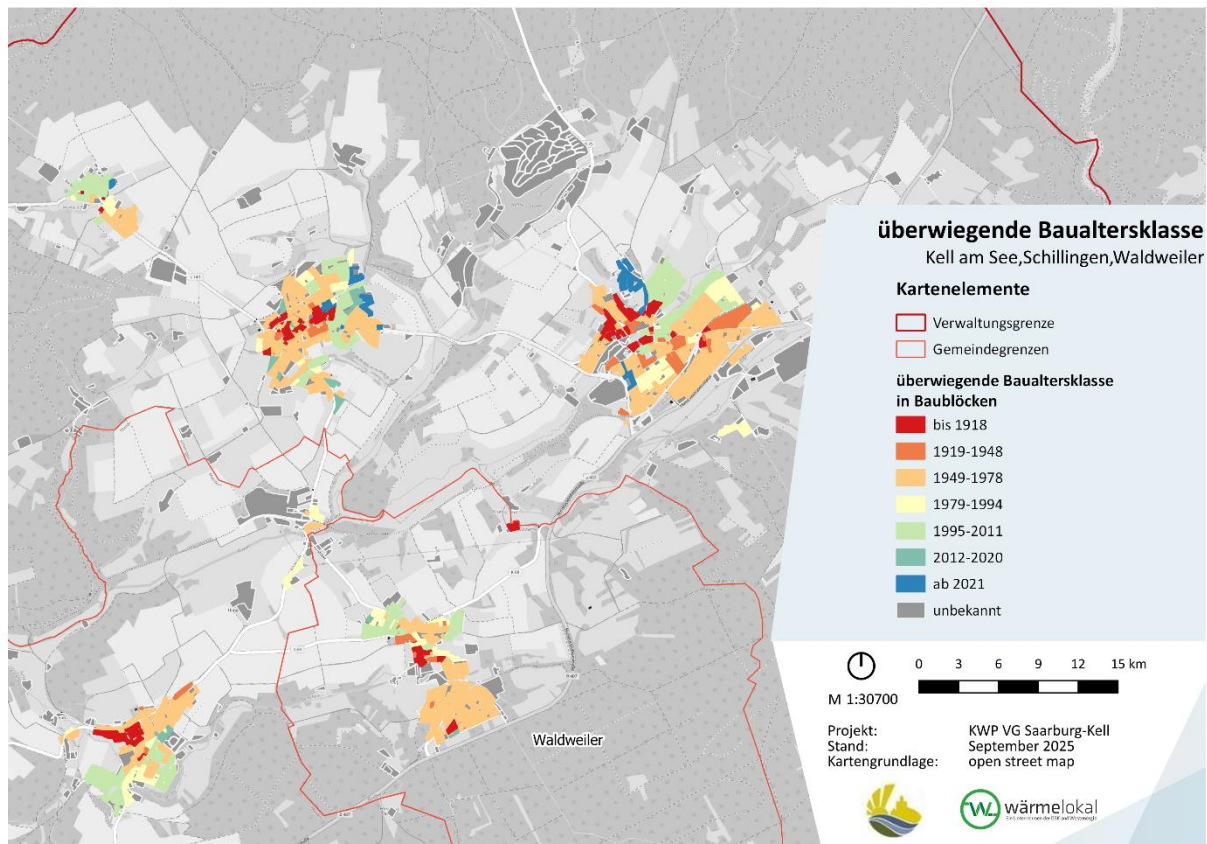 überwiegende Baualtersklasse
Kell am See,Schillingen,Waldweiler
Kartenelemente
Verwaltungsgrenze
Gemeindegrenzen
überwiegende Baualtersklasse
in Baublöcken
bis 1918
1919-1948
1949-1978
1979-1994
1995-2011
2012-2020
ab 2021
unbekannt
0 3 6 9 12 15 km
M 1:30700
Projekt: KWP VG Saarburg-Kell
Stand: September 2025
Kartengrundlage: open street map
wärmelokal
Waldweiler